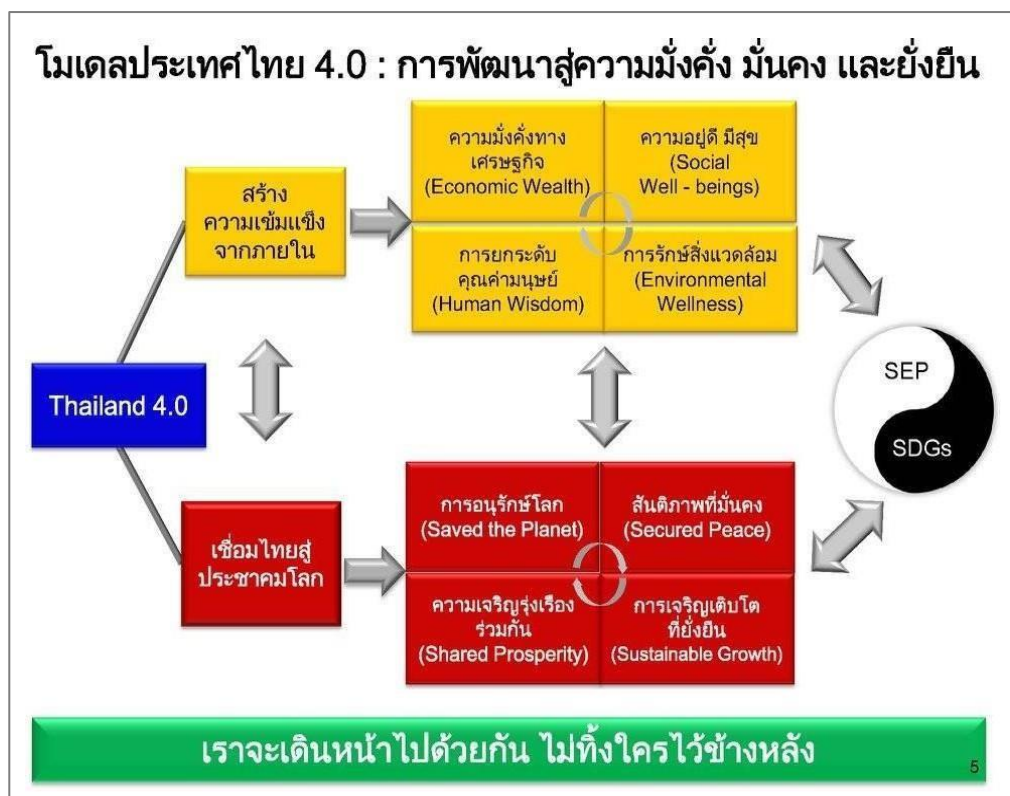 โมเดลประเทศไทย 4.0 : การพัฒนาสู่ความมั่งคั่ง มั่นคง และยั่งยืน
ความมั่งคั่งทาง
เศรษฐกิจ
(Economic Wealth)
ความอยู่ดี มีสุข
(Social
Well - beings)
สร้าง
ความเข้มแข็ง
จากภายใน
การยกระดับ
คุณค่ามนุษย์
(Human Wisdom)
การรักษ์สิ่งแวดล้อม
(Environmental
Wellness)
Thailand 4.0
SEP
SDGs
เชื่อมไทยสู่
ประชาคมโลก
การอนุรักษ์โลก
(Saved the Planet)
สันติภาพที่มั่นคง
(Secured Peace)
ความเจริญรุ่งเรือง
ร่วมกัน
(Shared Prosperity)
การเจริญเติบโต
ที่ยั่งยืน
(Sustainable Growth)
เราจะเดินหน้าไปด้วยกัน ไม่ทิ้งใครไว้ข้างหลัง
5